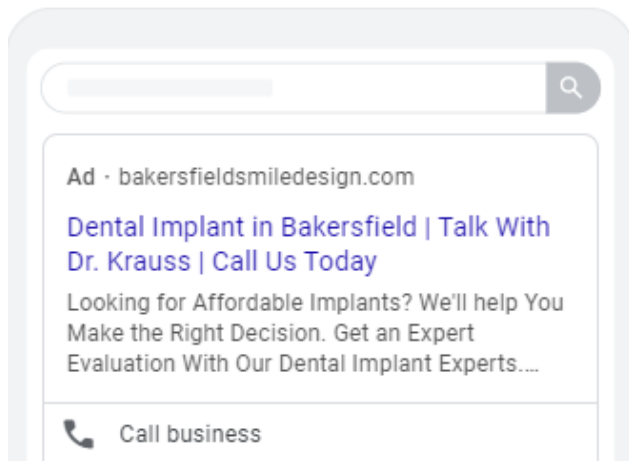 Ad · bakersfieldsmiledesign.com
Dental Implant in Bakersfield | Talk With
Dr. Krauss | Call Us Today
Looking for Affordable Implants? We'll help You
Make the Right Decision. Get an Expert
Evaluation With Our Dental Implant Experts....
Call business